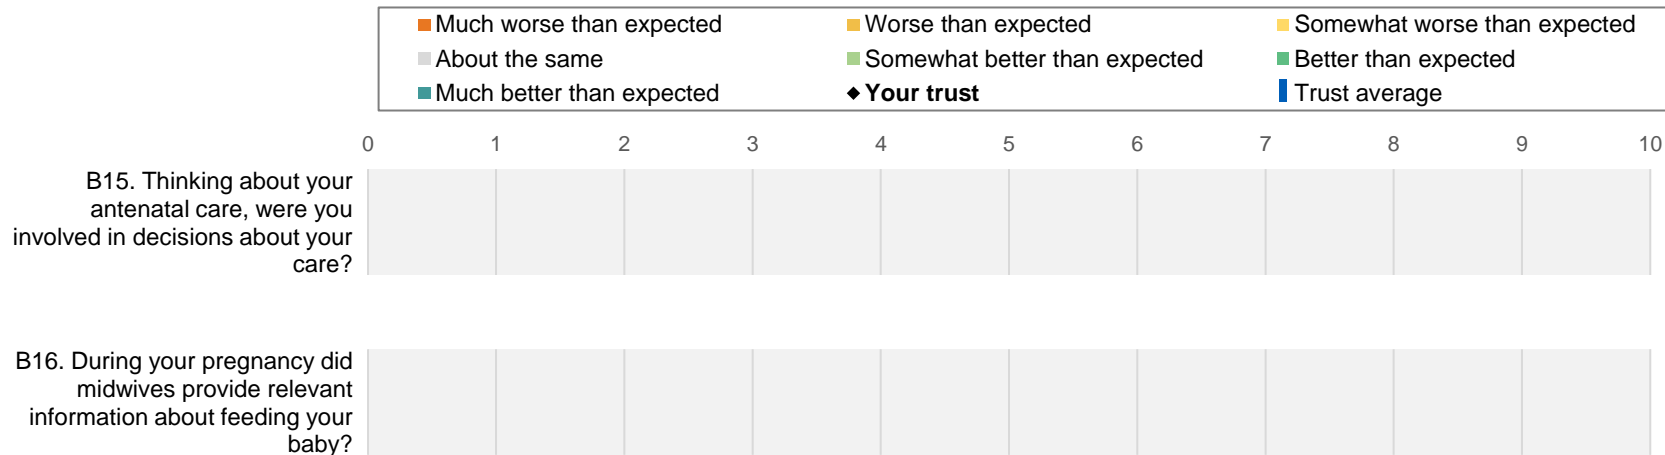 Much worse than expected Worse than expected Somewhat worse than expected
About the same Somewhat better than expected Better than expected
Much better than expected Your trust Trust average
0 1 2 3 4 5 6 7 8 9 10
B15. Thinking about your
antenatal care, were you
involved in decisions about your
care?
B16. During your pregnancy did
midwives provide relevant
information about feeding your
baby?